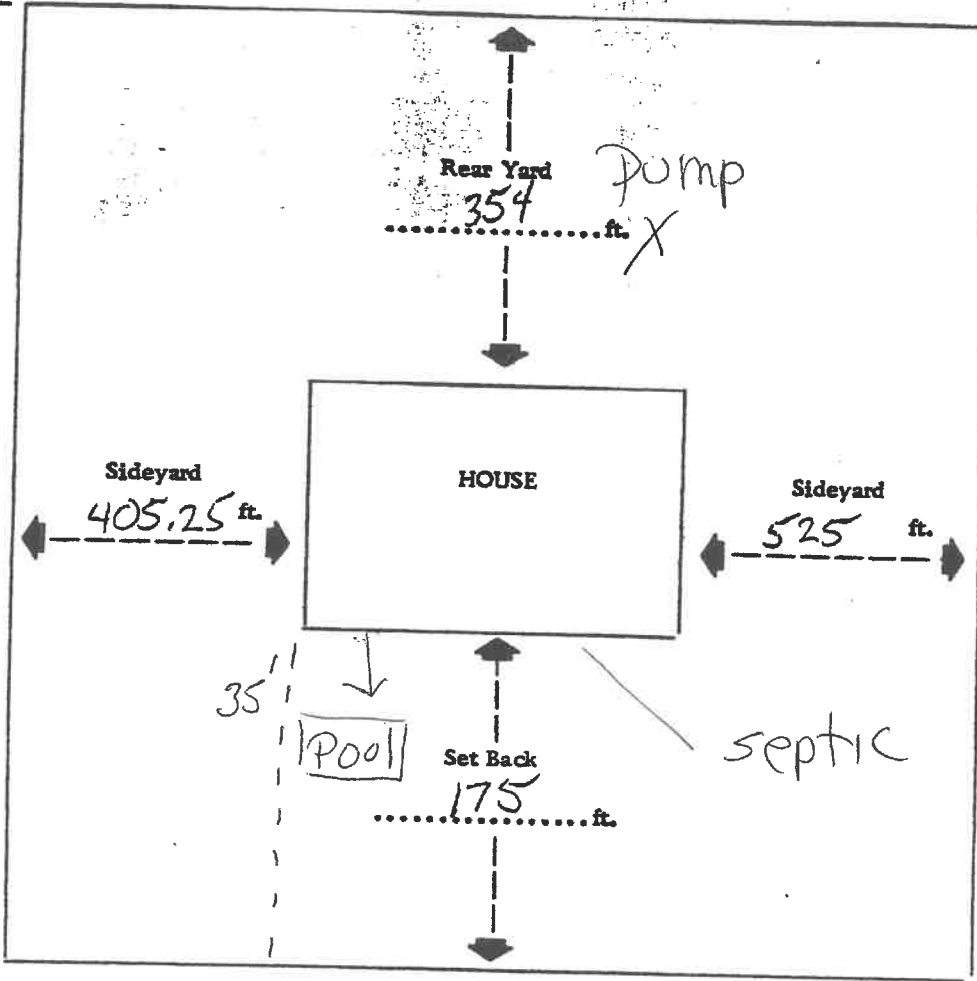 Rear Yard
354
ft.
Pump
X
Sideyard
405.25 ft.
HOUSE
Sideyard
525 ft.
35'
Pool
Set Back
175
ft.
septic